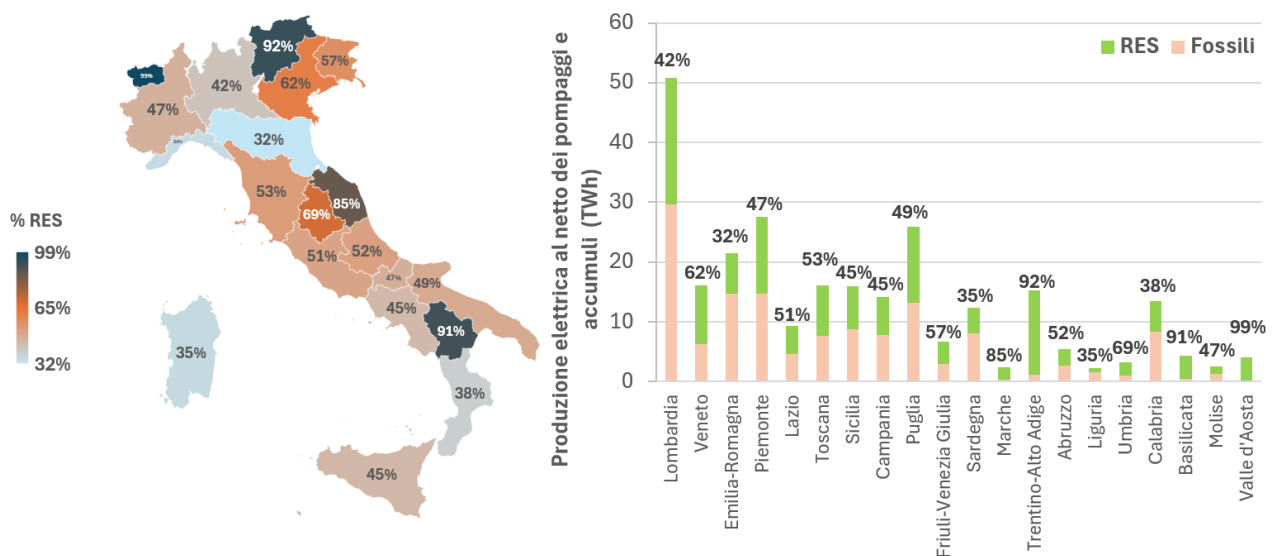 92%
57%
99%
42%
62%
47%
32%
53%
85%
69%
% RES
99%
65%
32%
51%
52%
47%
49%
45%
91%
35%
38%
45%
Produzione elettrica al netto dei pompaggi e
accumuli (TWh)
60
50
40
30
20
10
0
RES
Fossili
42%
62%
32%
47%
51%
53%
45%
45%
49%
57%
35%
85%
92%
52%
35%
69%
38%
91%
47%
99%
Lombardia
Veneto
Emilia-Romagna
Piemonte
Lazio
Toscana
Sicilia
Campania
Puglia
Friuli-Venezia Giulia
Sardegna
Marche
Trentino-Alto Adige
Abruzzo
Liguria
Umbria
Calabria
Basilicata
Molise
Valle d'Aosta